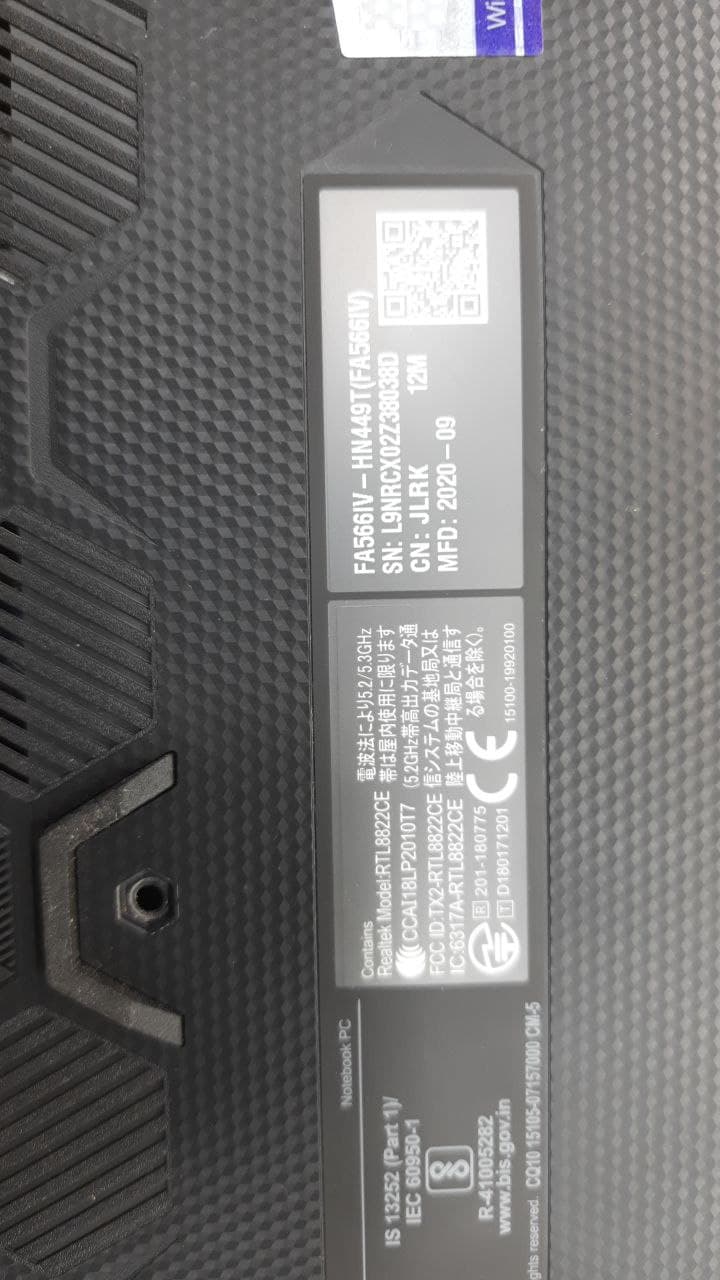 Wi
FA566IV-HN449T(FA566IV)
SN: L9NRCX02Z38038D
CN: JLRK 12M
MFD: 2020-09
Contains
Realtek Model:RTL8822CE
CCAI18LP2010T7
FCC ID:TX2-RTL8822CE
IC:6317A-RTL8822CE
R 201-180775
T D180171201
電波法により5.2/5.3GHz
帯は屋内使用に限ります
(5.2GHz帯高出力データ通
信システムの基地局又は
陸上移動中継局と通信す
る場合を除く)。
CE
15100-19920100
Notebook PC
IS 13252 (Part 1)/
IEC 60950-1
R-41005282
www.bis.gov.in
ghts reserved. CQ10 15105-07157000 CM-5